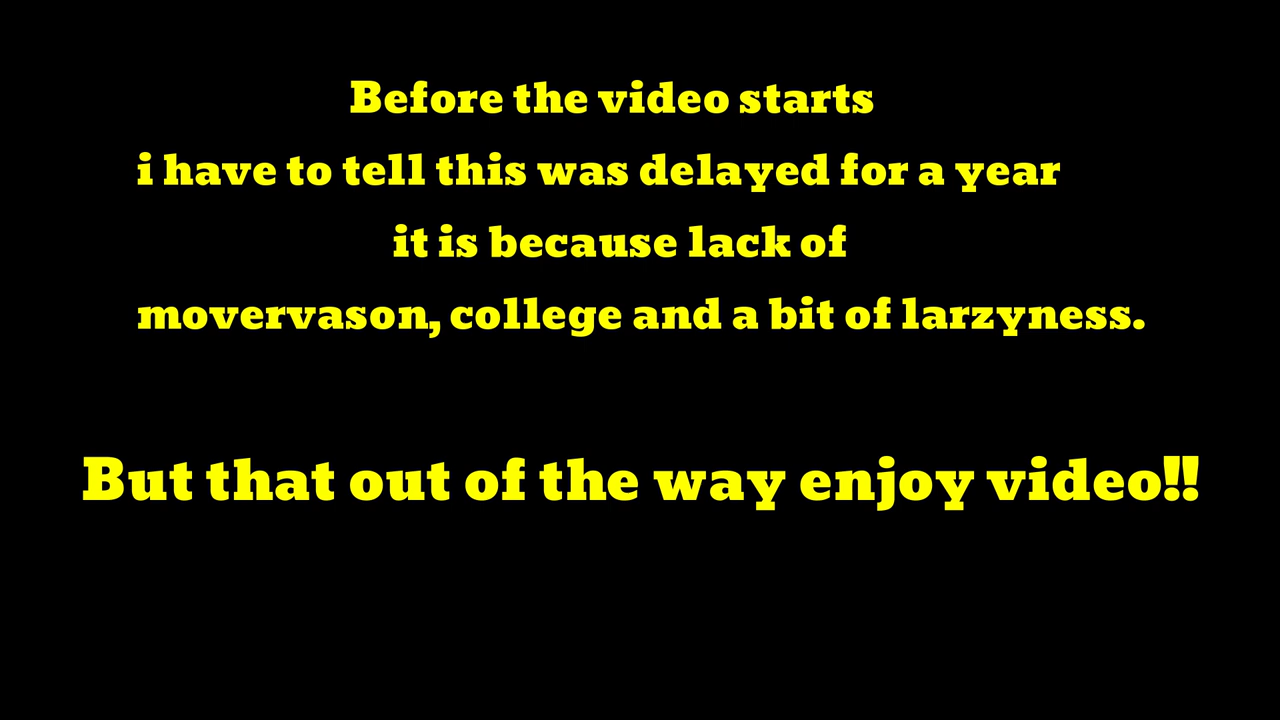 Before the video starts
i have to tell this was delayed for a year
it is because lack of
movervason, college and a bit of larzyness.
But that out of the way enjoy video!!